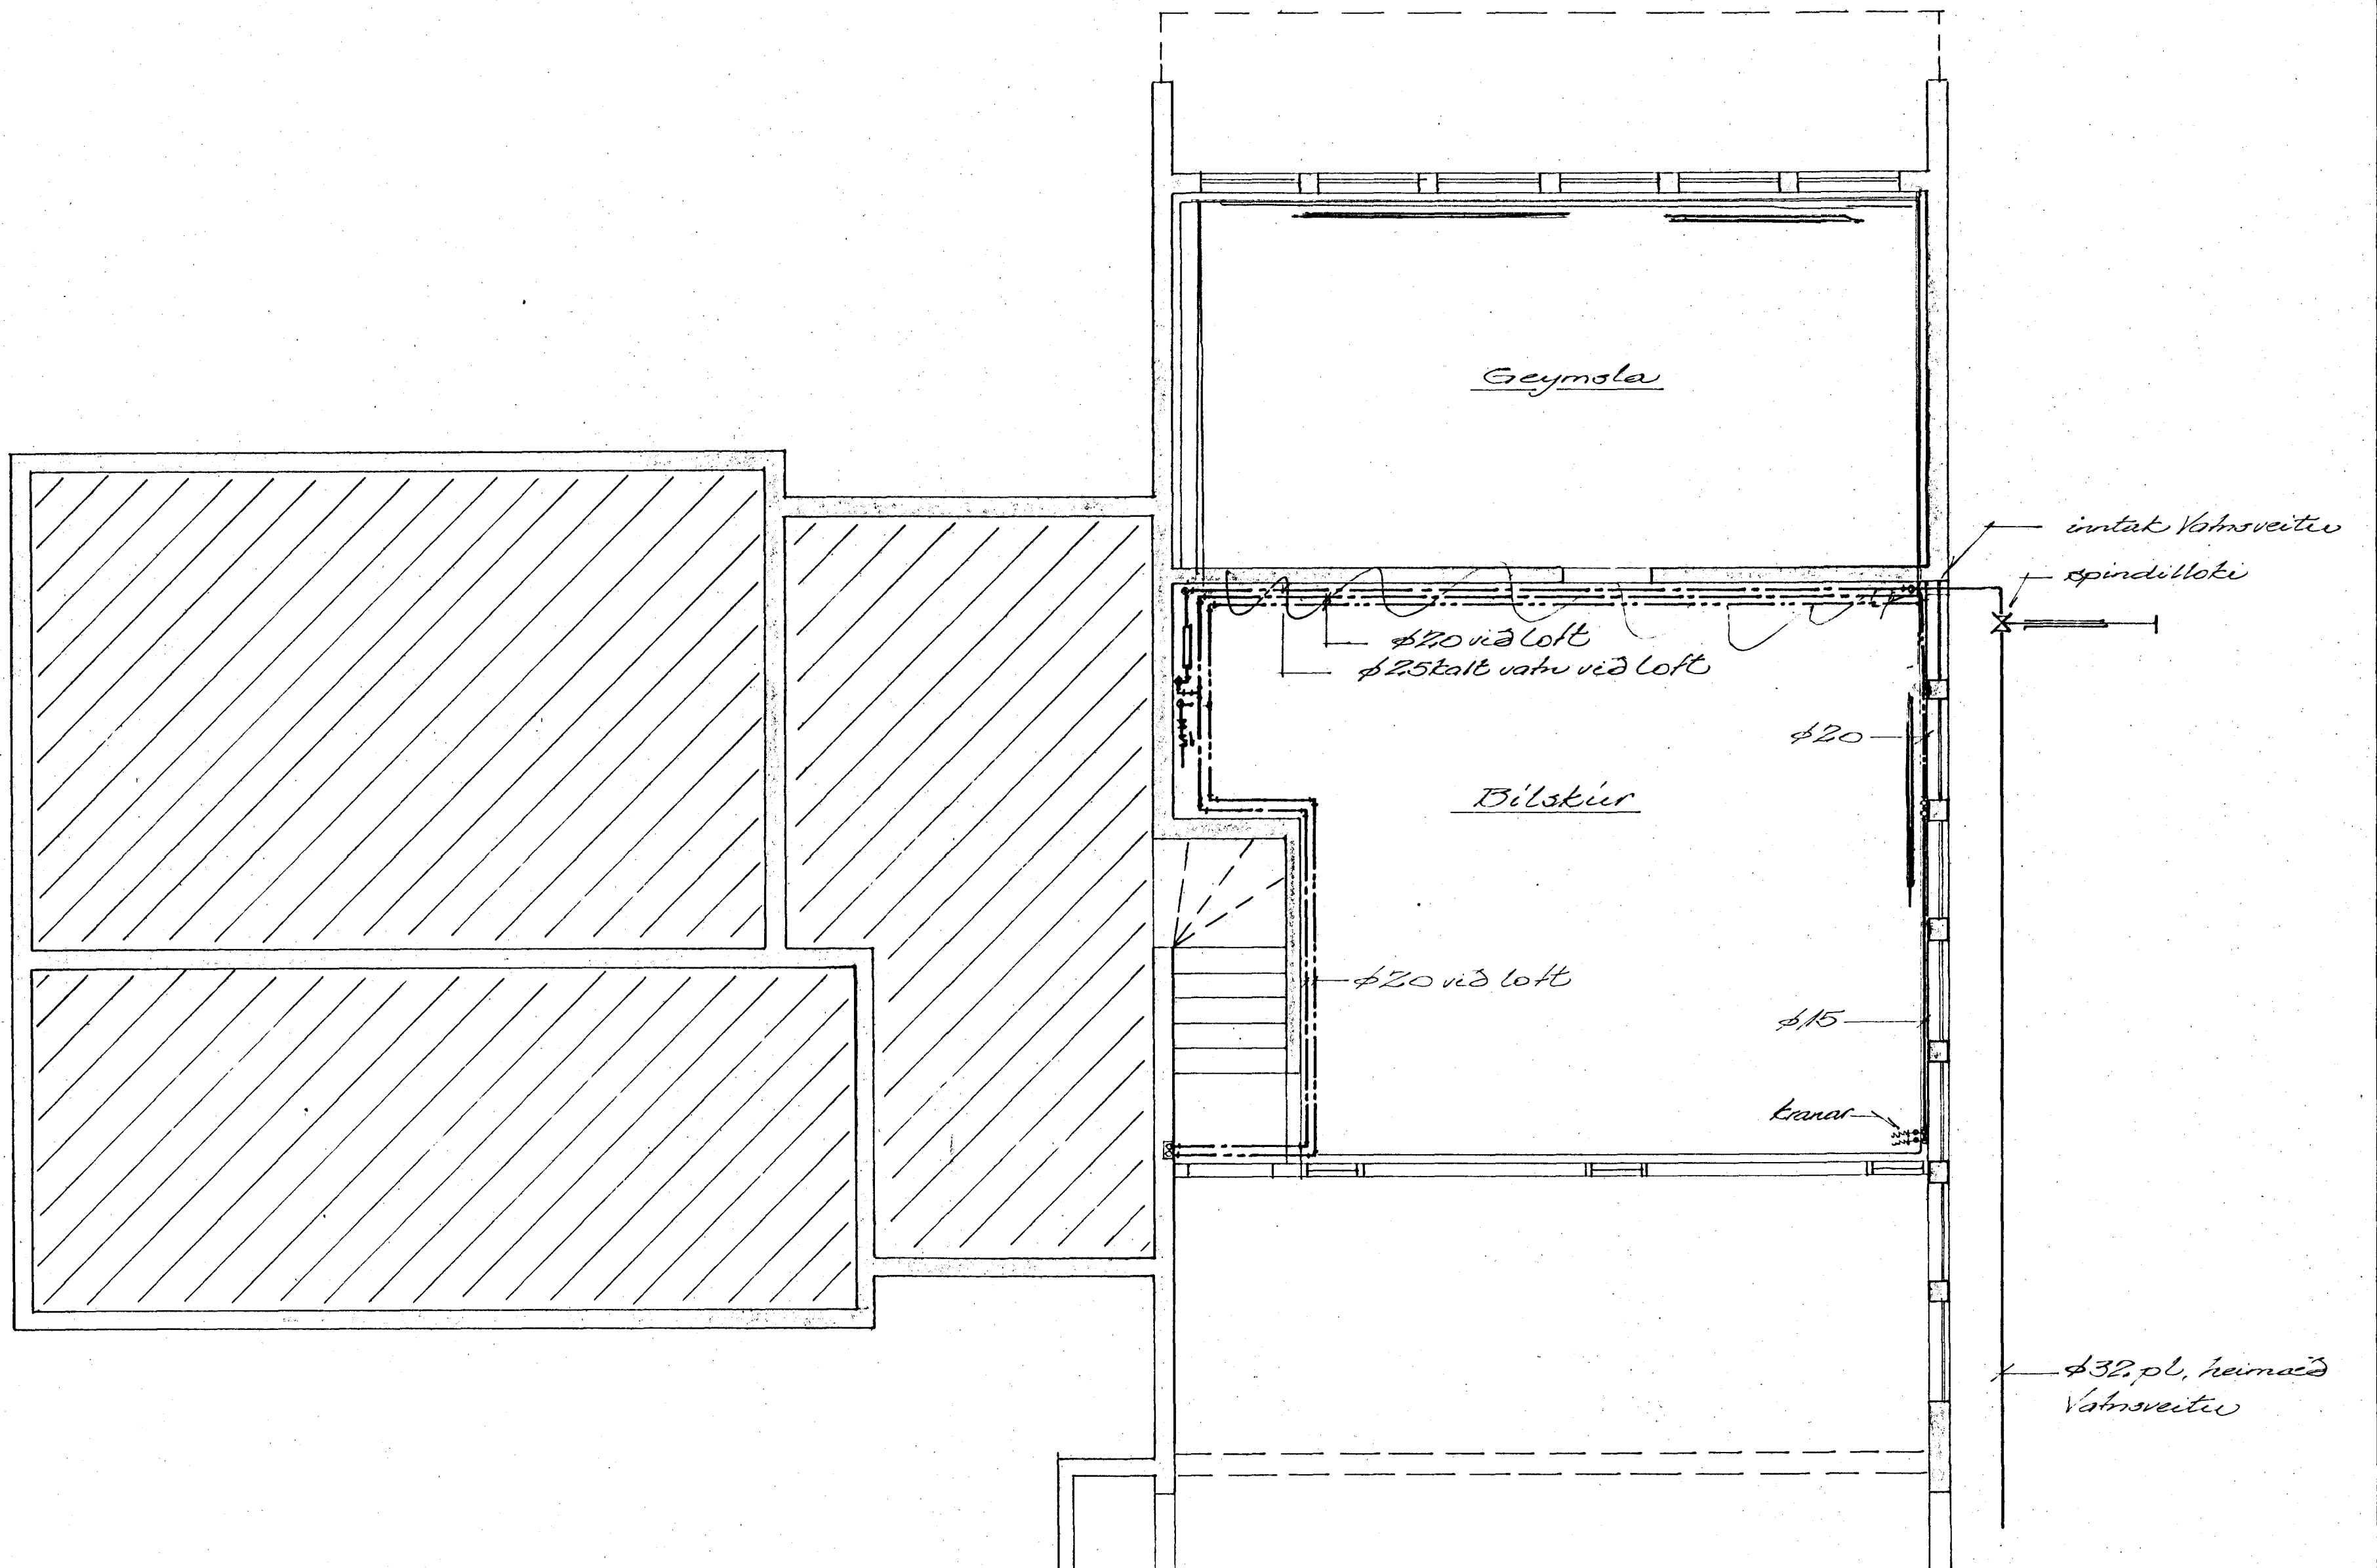 Geymsla
inntak Vatnsveitu
spindilloki
ø20 við loft
ø25 kalt vatn við loft
ø20
Bílskúr
ø20 við loft
ø15
kranar
ø32 pl. heimæð
Vatnsveitu